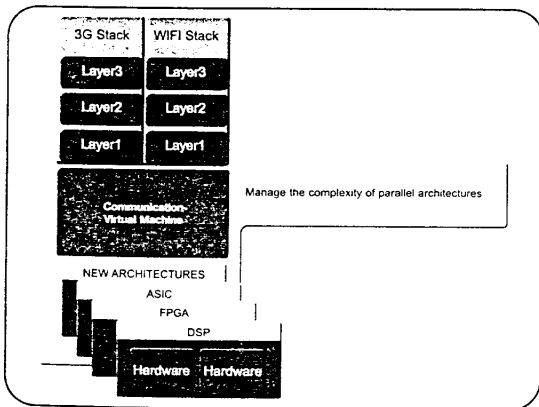 3G Stack WIFI Stack
Layer3 Layer3
Layer2 Layer2
Layer1 Layer1
Communication-
Virtual Machine
Manage the complexity of parallel architectures
NEW ARCHITECTURES
ASIC
FPGA
DSP
Hardware Hardware